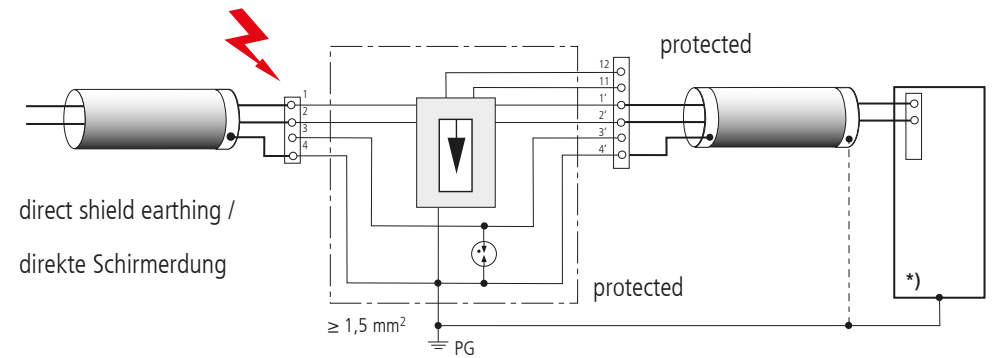 protected
12
11
1
1'
2
2'
3
3'
4
4'
direct shield earthing /
direkte Schirmerdung
*)
protected
≥ 1,5 mm²
PG